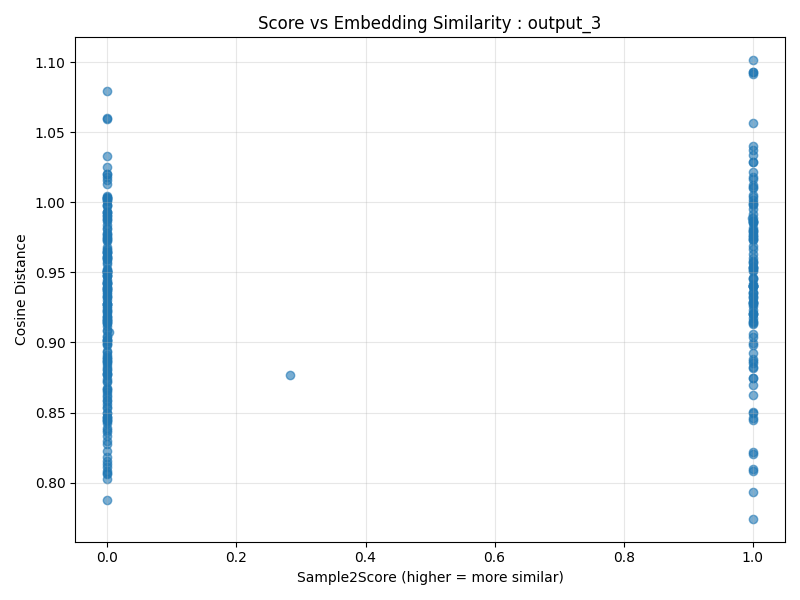 Score vs Embedding Similarity : output_3
Cosine Distance
1.10
1.05
1.00
0.95
0.90
0.85
0.80
0.0 0.2 0.4 0.6 0.8 1.0
Sample2Score (higher = more similar)